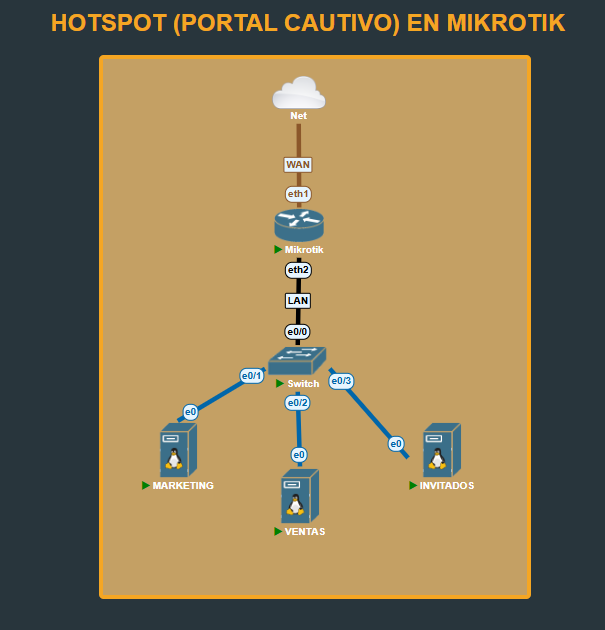 HOTSPOT (PORTAL CAUTIVO) EN MIKROTIK
Net
WAN
eth1
Mikrotik
eth2
LAN
e0/0
Switch
e0/1
e0/2
e0/3
e0
e0
e0
MARKETING
VENTAS
INVITADOS